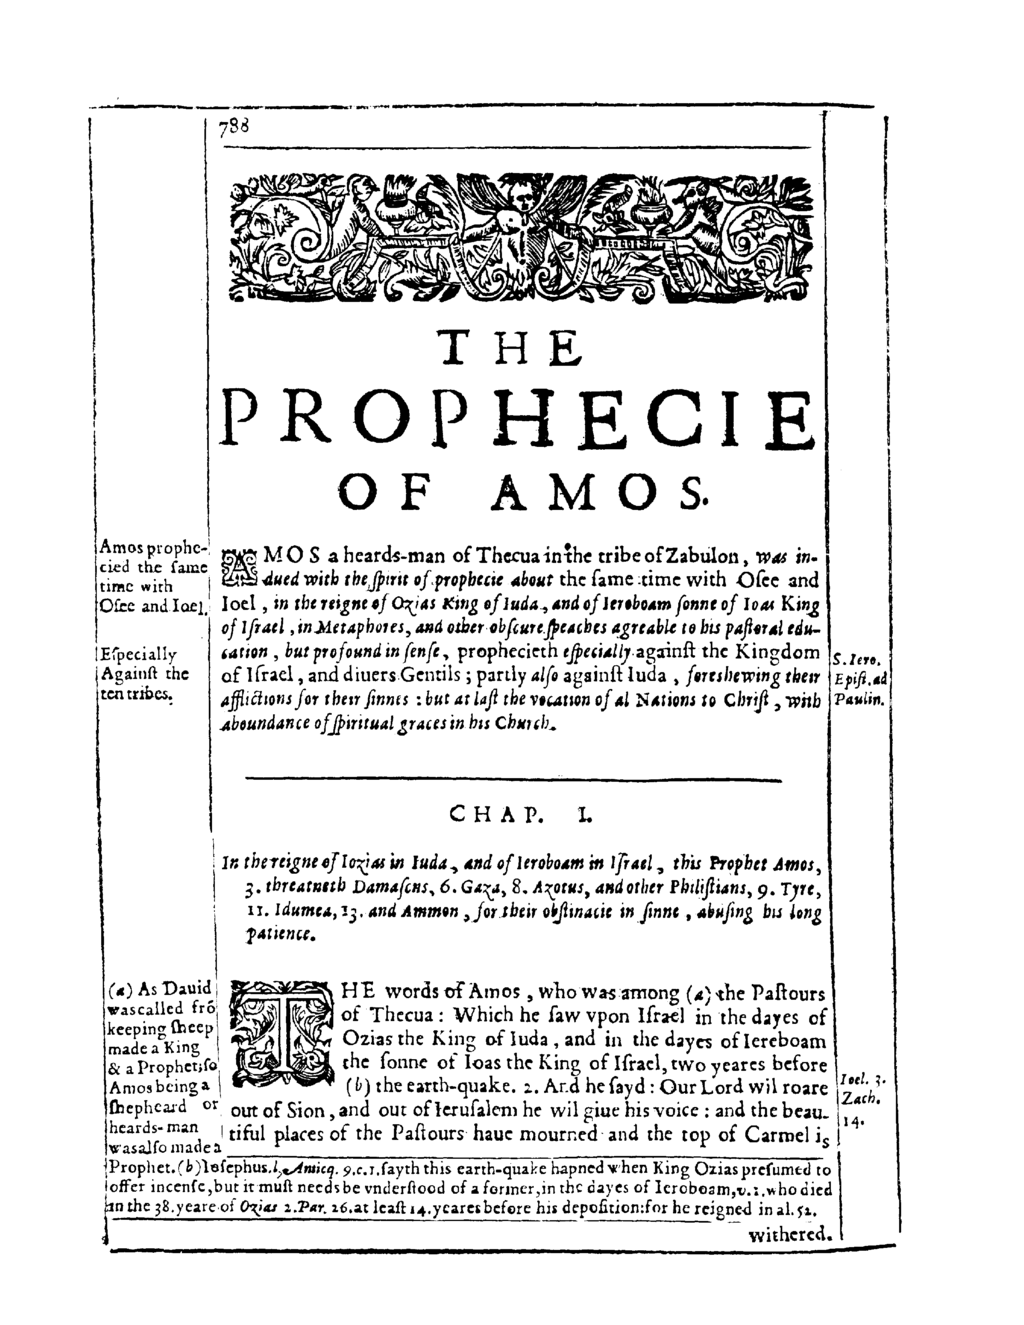 788
THE
PROPHECIE
OF AMOS.
Amos prophe-
cied the ſame
time with
Oſee and Ioel.
Eſpecially
Againſt the
ten tribes.
AMOS a heards-man of Thecua in the tribe of Zabulon, was in-
dued with the ſpirit of prophecie about the ſame time with Oſee and
Ioel, in the reigne of Ozias King of Iuda, and of Ieroboam ſonne of Ioas King
of Iſrael, in Metaphores, and other obſcure ſpeaches agreable to his paſtoral edu-
cation, but profound in ſenſe, prophecieth eſpecially againſt the Kingdom
of Iſrael, and diuers Gentils; partly alſo againſt Iuda, foreshewing their
afflictions for their ſinnes: but at laſt the vocation of al Nations to Chriſt, with
aboundance of ſpiritual graces in his Church.
S. Iero.
Epiſt. ad
Paulin.
CHAP. I.
In the reigne of Iozias in Iuda, and of Ieroboam in Iſrael, this Prophet Amos,
3. threatneth Damaſcus, 6. Gaza, 8. Azotus, and other Philiſtians, 9. Tyre,
11. Idumea, 13. and Ammon, for their obſtinacie in ſinne, abuſing his long
patience.
THE words of Amos, who was among (a) the Paſtours
of Thecua: Which he ſaw vpon Iſrael in the dayes of
Ozias the King of Iuda, and in the dayes of Ieroboam
the ſonne of Ioas the King of Iſrael, two yeares before
(b) the earth-quake. 2. And he ſayd: Our Lord wil roare
out of Sion, and out of Ieruſalem he wil giue his voice: and the beau-
tiful places of the Paſtours haue mourned and the top of Carmel is
Ioel. 3.
Zach.
14.
(a) As Dauid
was called frō
keeping ſheep
made a King
& a Prophet; ſo
Amos being a
ſhepheard or
heards-man
was alſo made a
Prophet. (b) Ioſephus. l, Antiq. 9. c. 1. ſayth this earth-quake hapned when King Ozias preſumed to
offer incenſe, but it muſt needs be vnderſtood of a former, in the dayes of Ieroboam, v. 1. who died
in the 38. yeare of Ozias 2. Par. 26. at leaſt 14. yeares before his depoſition: for he reigned in al. 52.
withered.